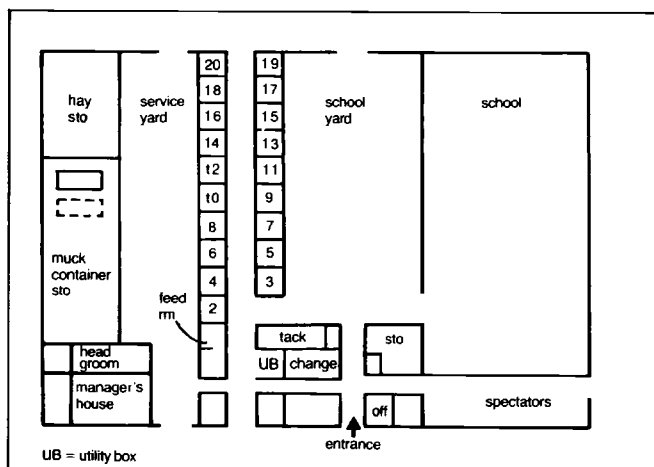 hay
sto
service
yard
20
18
16
14
t2
t0
8
6
4
2
19
17
15
13
11
9
7
5
3
school
yard
school
muck
container
sto
feed
rm
head
groom
manager's
house
tack
UB
change
sto
off
spectators
entrance
UB = utility box